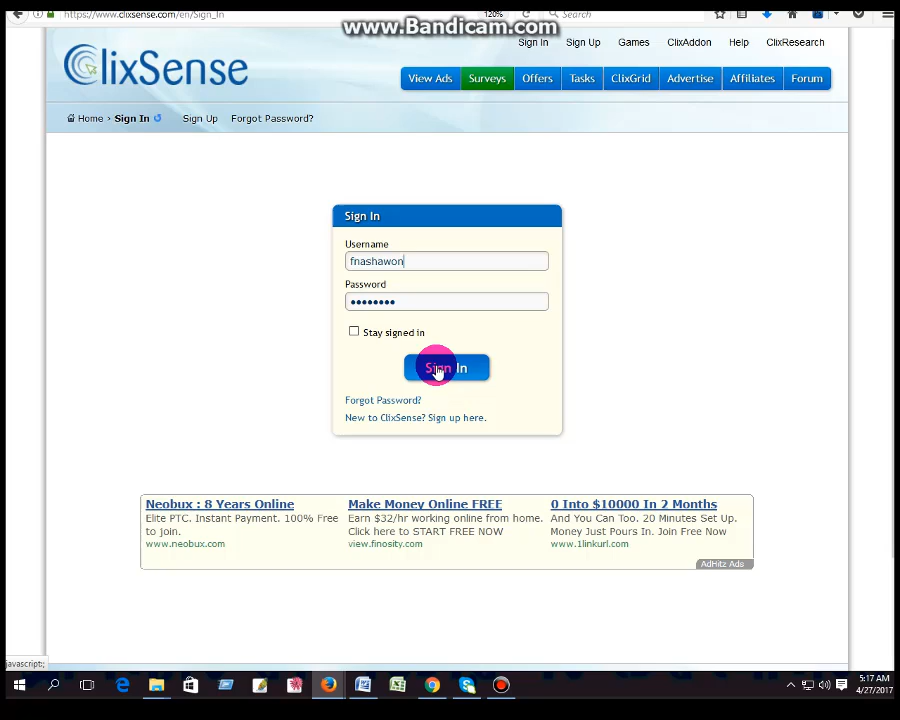 https://www.clixsense.com/en/Sign_In
120%
Search
www.Bandicam.com
Sign In Sign Up Games ClixAddon Help ClixResearch
ClixSense
View Ads Surveys Offers Tasks ClixGrid Advertise Affiliates Forum
Home › Sign In Sign Up Forgot Password?
Sign In
Username
fnashawon
Password
••••••••
Stay signed in
Sign In
Forgot Password?
New to ClixSense? Sign up here.
Neobux : 8 Years Online
Elite PTC. Instant Payment. 100% Free
to join.
www.neobux.com
Make Money Online FREE
Earn $32/hr working online from home.
Click here to START FREE NOW
view.finosity.com
0 Into $10000 In 2 Months
And You Can Too. 20 Minutes Set Up.
Money Just Pours In. Join Free Now
www.1linkurl.com
AdHitz Ads
javascript:;
5:17 AM
4/27/2017